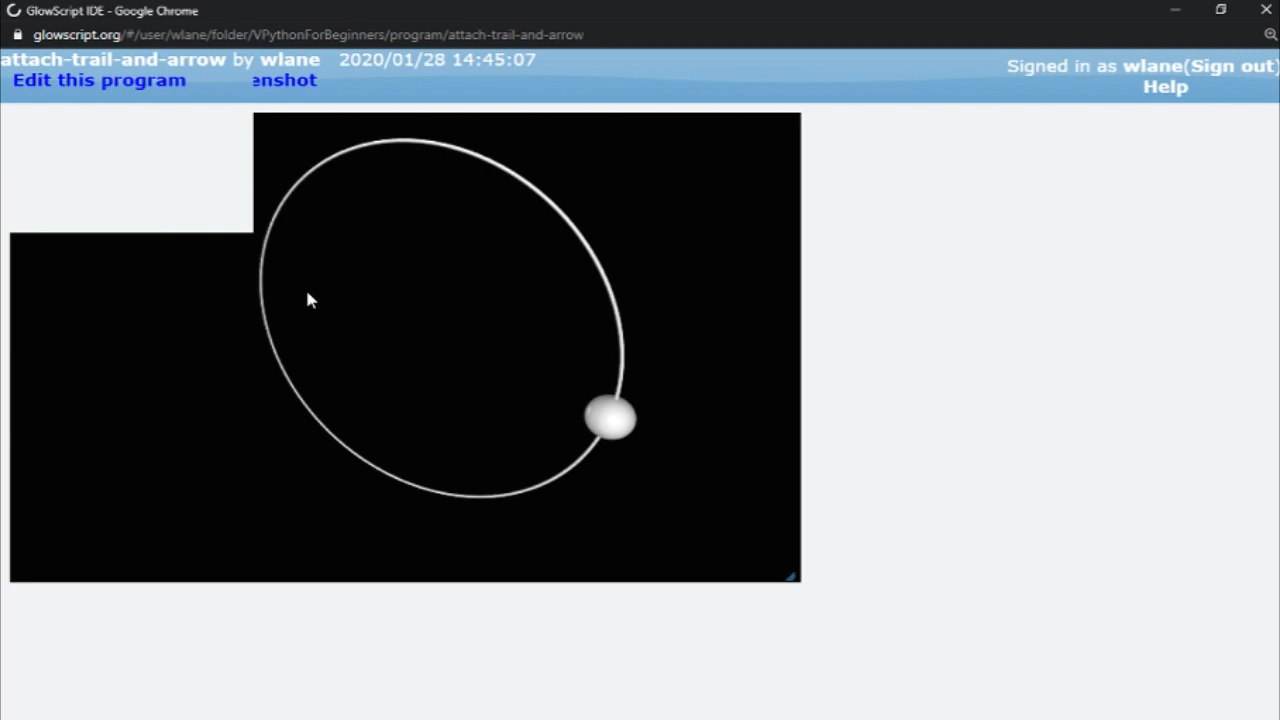 GlowScript IDE - Google Chrome
glowscript.org/#/user/wlane/folder/VPythonForBeginners/program/attach-trail-and-arrow
attach-trail-and-arrow by wlane 2020/01/28 14:45:07
Signed in as wlane(Sign out)
Edit this program enshot
Help